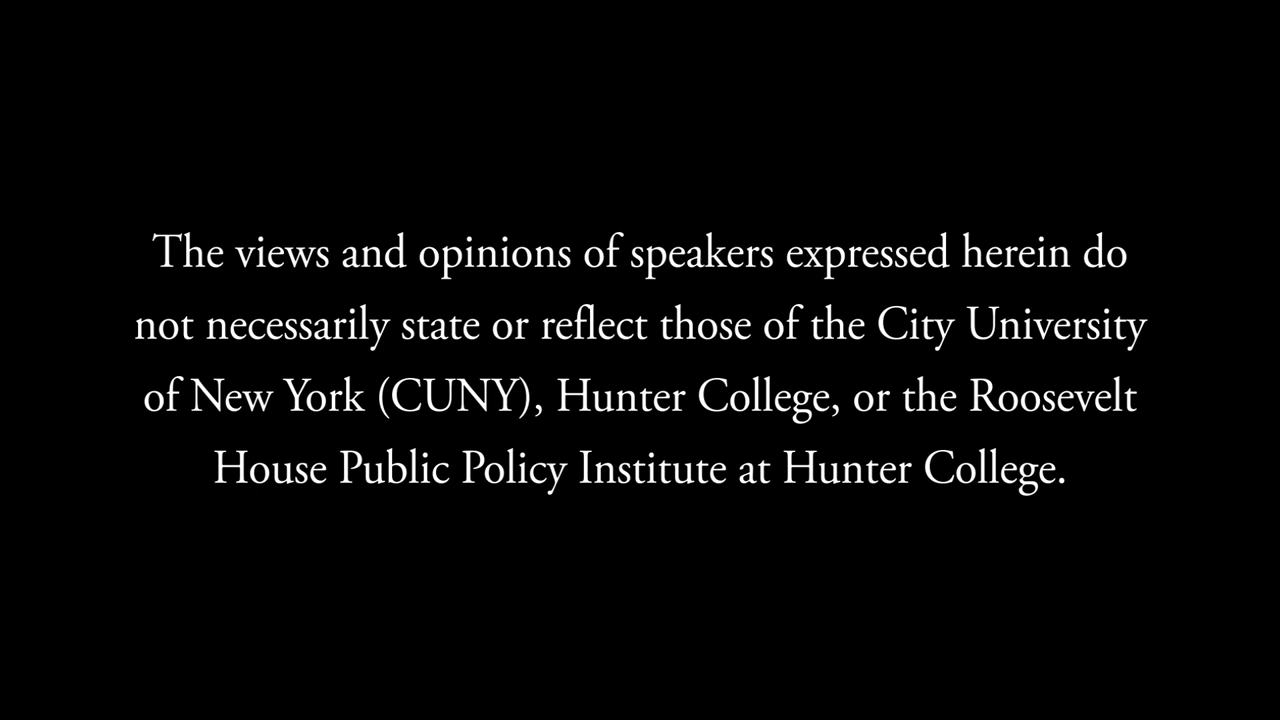 The views and opinions of speakers expressed herein do
not necessarily state or reflect those of the City University
of New York (CUNY), Hunter College, or the Roosevelt
House Public Policy Institute at Hunter College.